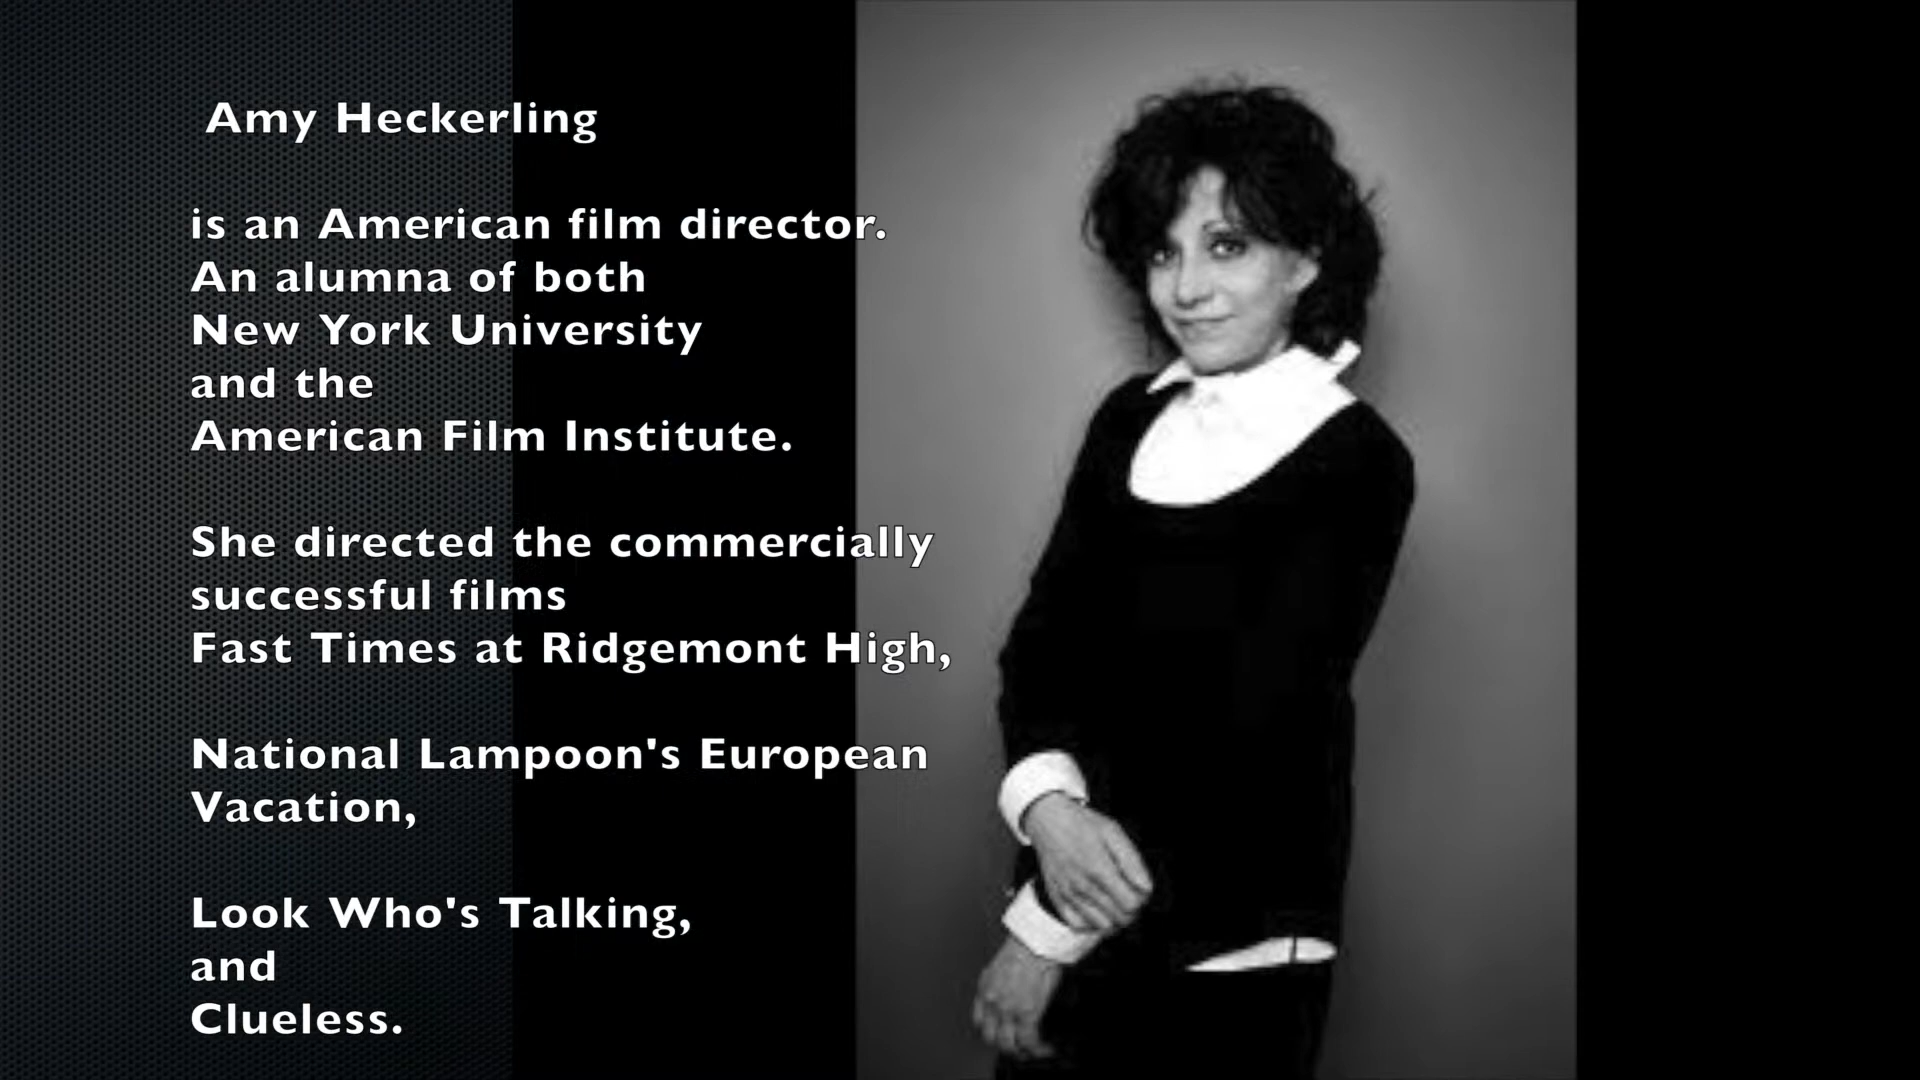 Amy Heckerling
is an American film director.
An alumna of both
New York University
and the
American Film Institute.
She directed the commercially
successful films
Fast Times at Ridgemont High,
National Lampoon's European
Vacation,
Look Who's Talking,
and
Clueless.